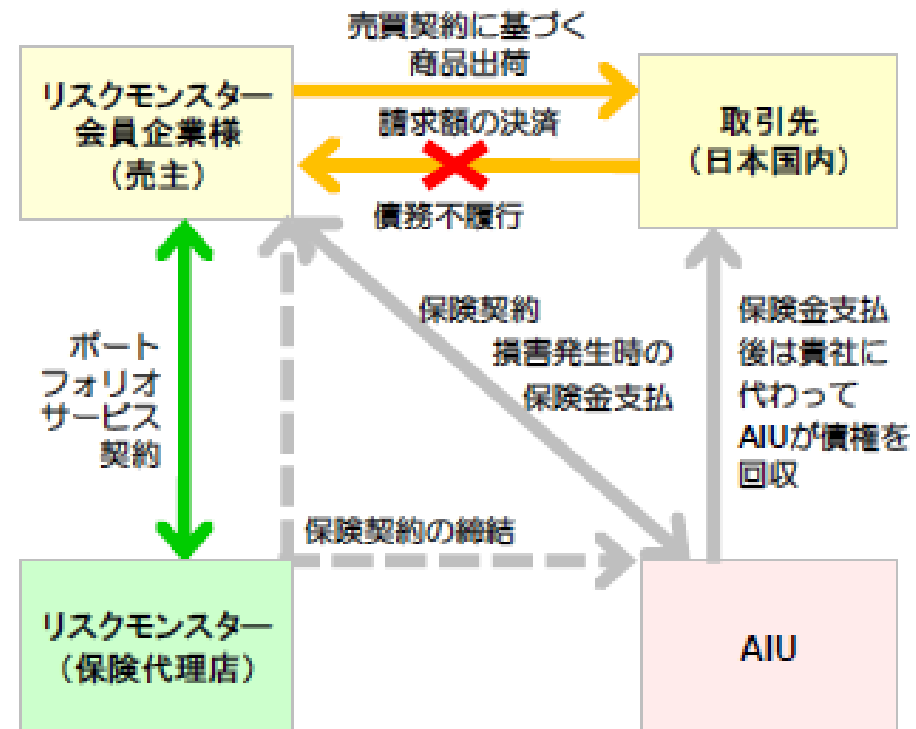 売買契約に基づく
商品出荷
リスクモンスター
会員企業様
（売主）
請求額の決済
取引先
（日本国内）
債務不履行
保険契約
損害発生時の
保険金支払
保険金支払
後は貴社に
代わって
AIUが債権を
回収
ポート
フォリオ
サービス
契約
保険契約の締結
リスクモンスター
（保険代理店）
AIU